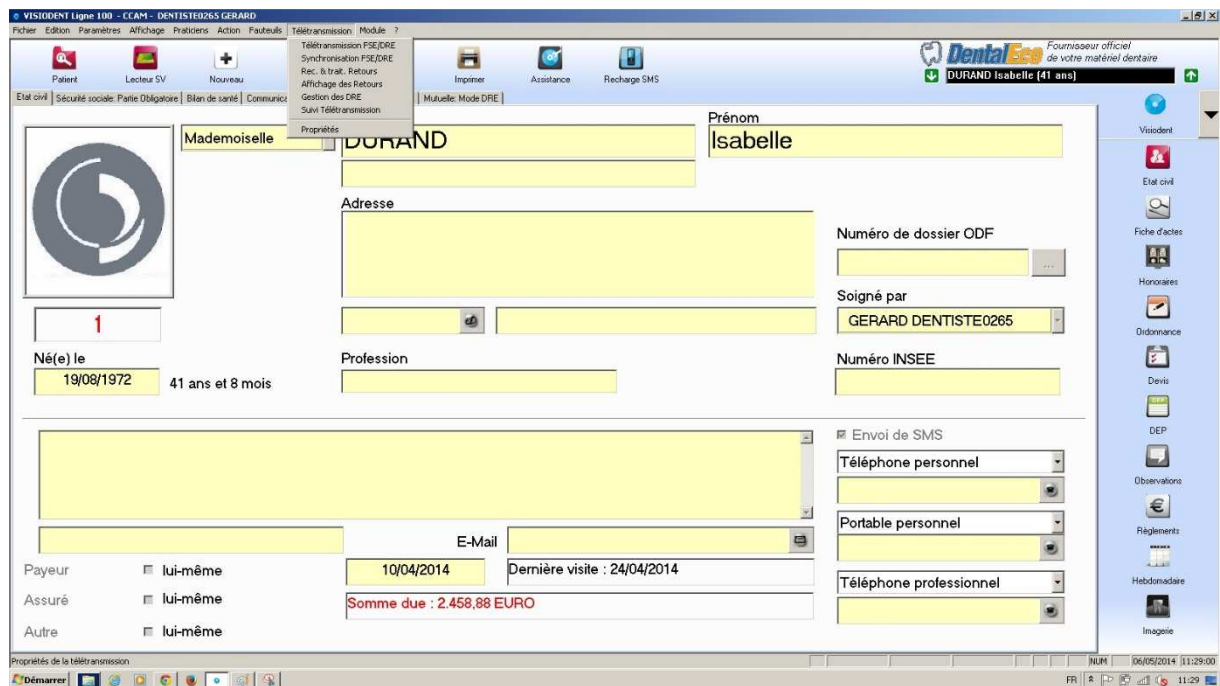 VISIODENT Ligne 100 - CCAM - DENTISTE0265 GERARD
Fichier Edition Paramètres Affichage Praticiens Action Fauteuils Télétransmission Module ?
Télétransmission FSE/DRE
Synchronisation FSE/DRE
Rec. & trait. Retours
Affichage des Retours
Gestion des DRE
Suivi Télétransmission
Propriétés
Patient Lecteur SV Nouveau Imprimer Assistance Recharge SMS
DentalEco Fournisseur officiel
de votre matériel dentaire
DURAND Isabelle (41 ans)
Etat civil Sécurité sociale: Partie Obligatoire Bilan de santé Communica Mutuelle: Mode DRE
Prénom
Mademoiselle DURAND Isabelle
Adresse
Numéro de dossier ODF
...
Soigné par
1 GERARD DENTISTE0265
Né(e) le Profession Numéro INSEE
19/08/1972 41 ans et 8 mois
Envoi de SMS
Téléphone personnel
Portable personnel
E-Mail
Payeur lui-même 10/04/2014 Dernière visite : 24/04/2014
Téléphone professionnel
Assuré lui-même Somme due : 2.458,88 EURO
Autre lui-même
Visiodent
Etat civil
Fiche d'actes
Honoraires
Ordonnance
Devis
DEP
Observations
Règlements
Hebdomadaire
Imagerie
Propriétés de la télétransmission NUM 06/05/2014 11:29:00
Démarrer FR 11:29